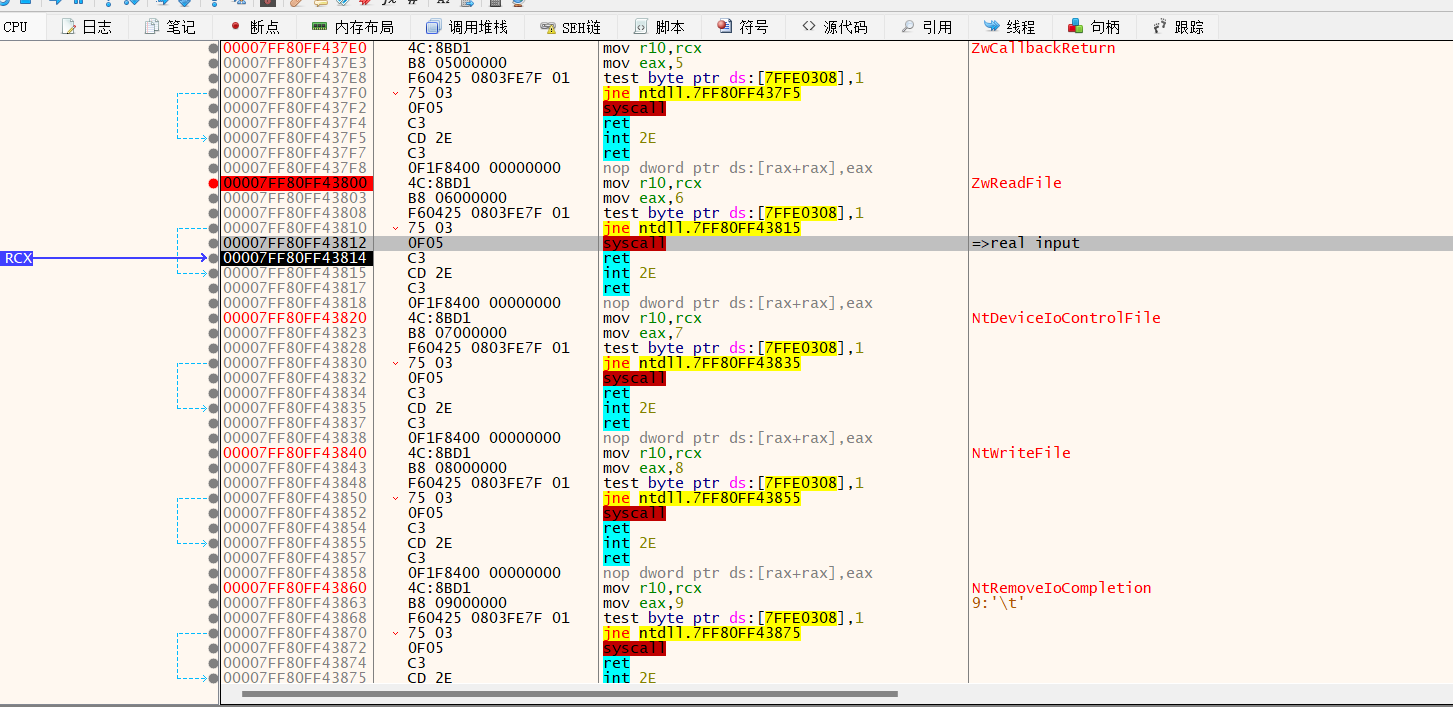 CPU 日志 笔记 断点 内存布局 调用堆栈 SEH链 脚本 符号 源代码 引用 线程 句柄 跟踪
00007FF80FF437E0 4C:8BD1 mov r10,rcx ZwCallbackReturn
00007FF80FF437E3 B8 05000000 mov eax,5
00007FF80FF437E8 F60425 0803FE7F 01 test byte ptr ds:[7FFE0308],1
00007FF80FF437F0 75 03 jne ntdll.7FF80FF437F5
00007FF80FF437F2 0F05 syscall
00007FF80FF437F4 C3 ret
00007FF80FF437F5 CD 2E int 2E
00007FF80FF437F7 C3 ret
00007FF80FF437F8 0F1F8400 00000000 nop dword ptr ds:[rax+rax],eax
00007FF80FF43800 4C:8BD1 mov r10,rcx ZwReadFile
00007FF80FF43803 B8 06000000 mov eax,6
00007FF80FF43808 F60425 0803FE7F 01 test byte ptr ds:[7FFE0308],1
00007FF80FF43810 75 03 jne ntdll.7FF80FF43815
00007FF80FF43812 0F05 syscall =>real input
RCX 00007FF80FF43814 C3 ret
00007FF80FF43815 CD 2E int 2E
00007FF80FF43817 C3 ret
00007FF80FF43818 0F1F8400 00000000 nop dword ptr ds:[rax+rax],eax
00007FF80FF43820 4C:8BD1 mov r10,rcx NtDeviceIoControlFile
00007FF80FF43823 B8 07000000 mov eax,7
00007FF80FF43828 F60425 0803FE7F 01 test byte ptr ds:[7FFE0308],1
00007FF80FF43830 75 03 jne ntdll.7FF80FF43835
00007FF80FF43832 0F05 syscall
00007FF80FF43834 C3 ret
00007FF80FF43835 CD 2E int 2E
00007FF80FF43837 C3 ret
00007FF80FF43838 0F1F8400 00000000 nop dword ptr ds:[rax+rax],eax
00007FF80FF43840 4C:8BD1 mov r10,rcx NtWriteFile
00007FF80FF43843 B8 08000000 mov eax,8
00007FF80FF43848 F60425 0803FE7F 01 test byte ptr ds:[7FFE0308],1
00007FF80FF43850 75 03 jne ntdll.7FF80FF43855
00007FF80FF43852 0F05 syscall
00007FF80FF43854 C3 ret
00007FF80FF43855 CD 2E int 2E
00007FF80FF43857 C3 ret
00007FF80FF43858 0F1F8400 00000000 nop dword ptr ds:[rax+rax],eax
00007FF80FF43860 4C:8BD1 mov r10,rcx NtRemoveIoCompletion
00007FF80FF43863 B8 09000000 mov eax,9 9:'\t'
00007FF80FF43868 F60425 0803FE7F 01 test byte ptr ds:[7FFE0308],1
00007FF80FF43870 75 03 jne ntdll.7FF80FF43875
00007FF80FF43872 0F05 syscall
00007FF80FF43874 C3 ret
00007FF80FF43875 CD 2E int 2E